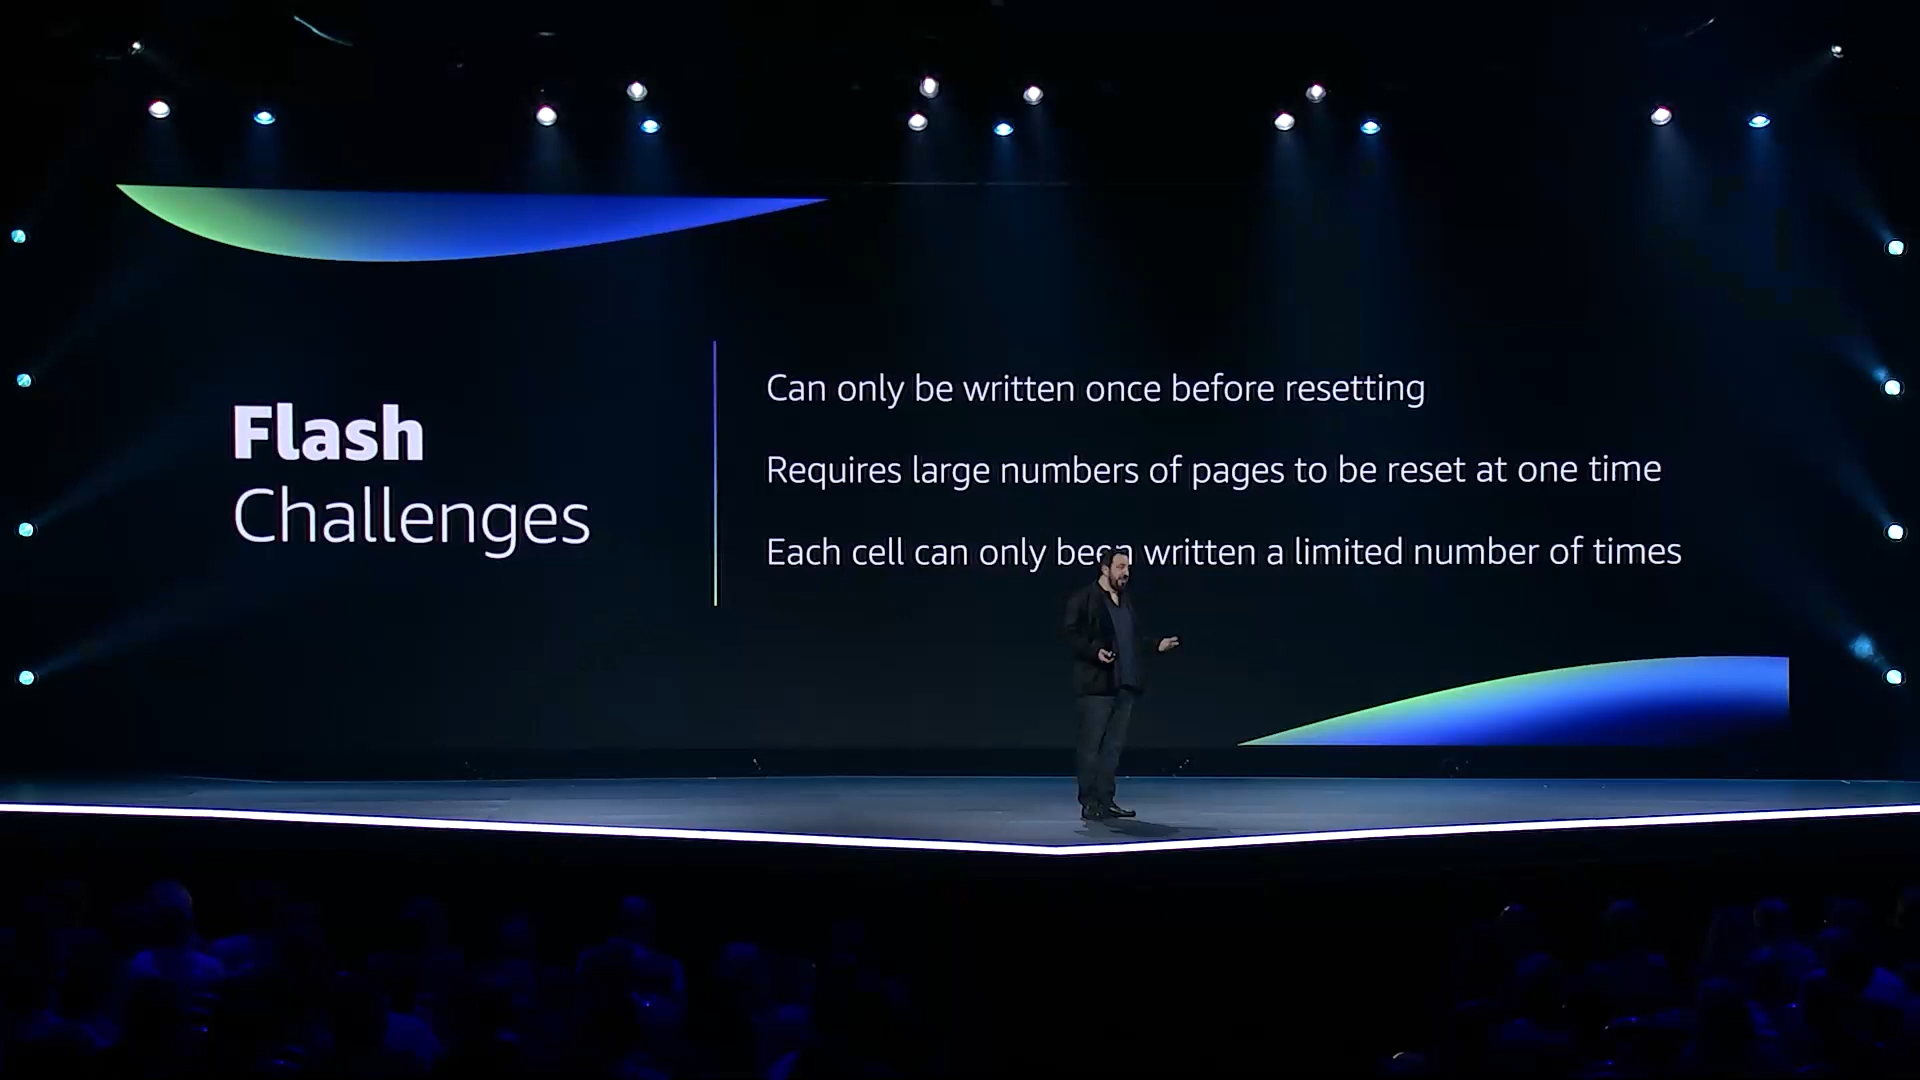 Flash
Challenges
Can only be written once before resetting
Requires large numbers of pages to be reset at one time
Each cell can only been written a limited number of times